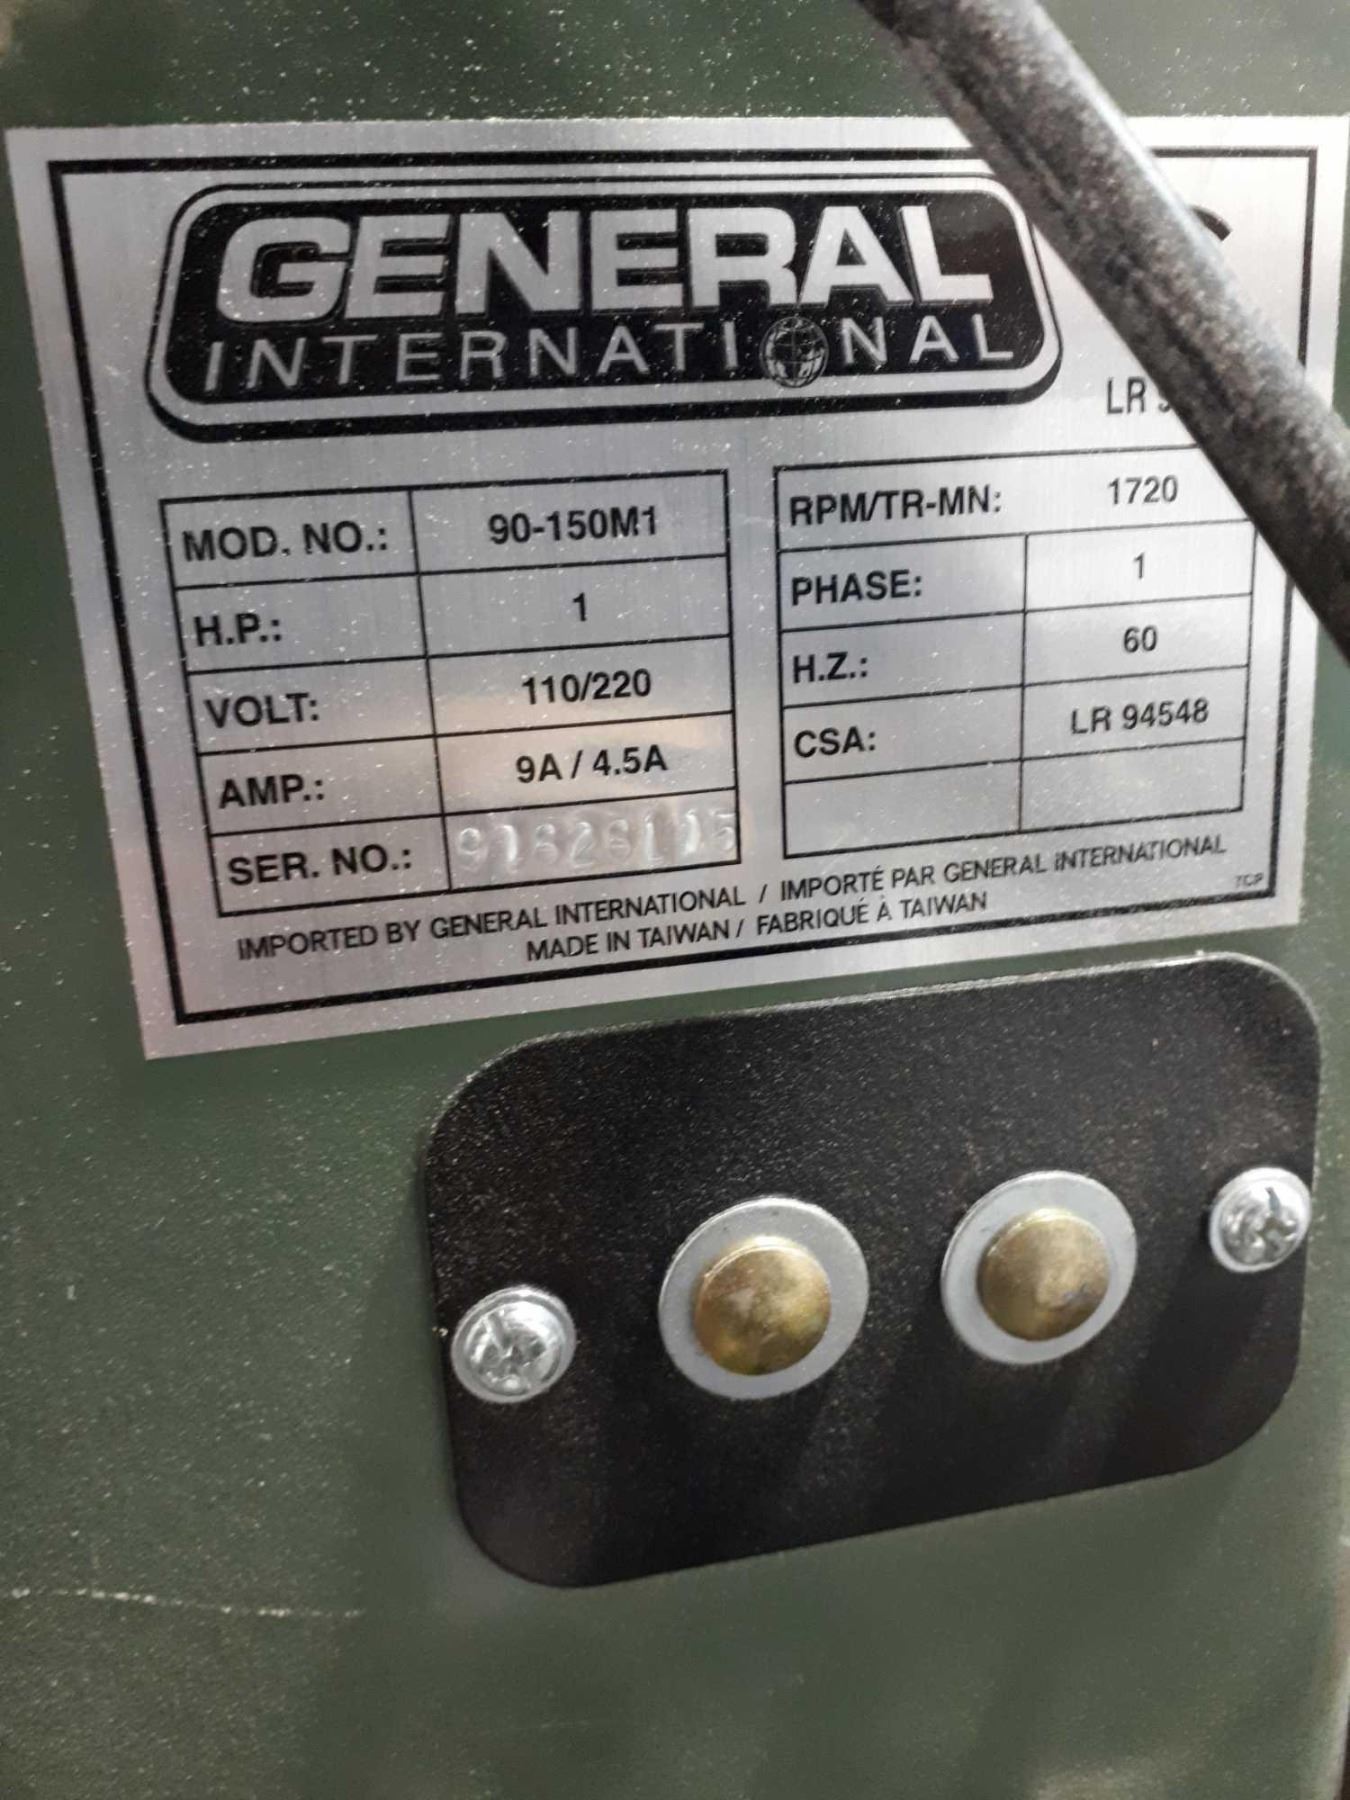 GENERAL
INTERNATIONAL
LR
MOD. NO.: 90-150M1
H.P.: 1
VOLT: 110/220
AMP.: 9A / 4.5A
SER. NO.:
RPM/TR-MN: 1720
PHASE: 1
H.Z.: 60
CSA: LR 94548
IMPORTED BY GENERAL INTERNATIONAL / IMPORTÉ PAR GENERAL INTERNATIONAL
MADE IN TAIWAN / FABRIQUÉ À TAIWAN
TCP